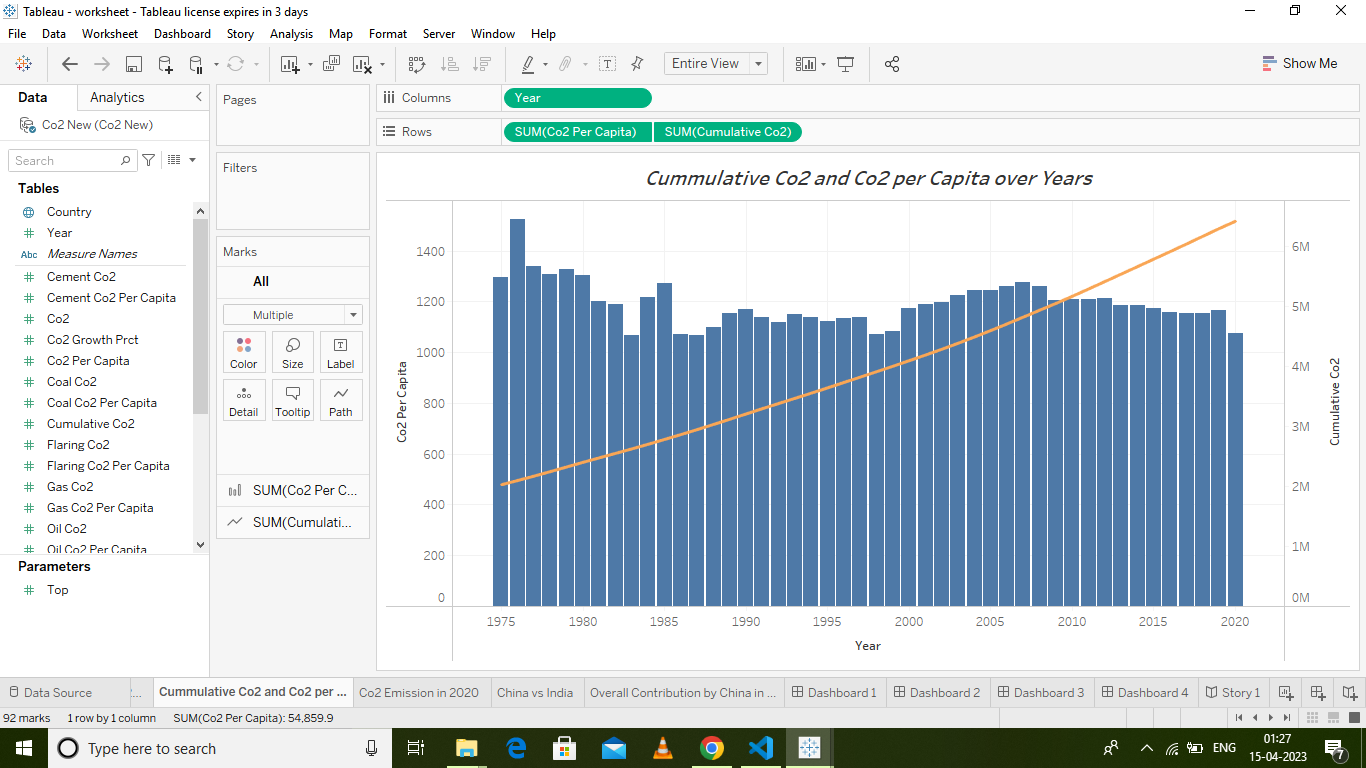 Tableau - worksheet - Tableau license expires in 3 days
File Data Worksheet Dashboard Story Analysis Map Format Server Window Help
Entire View
Show Me
Data Analytics
Co2 New (Co2 New)
Search
Tables
Country
Year
Abc Measure Names
Cement Co2
Cement Co2 Per Capita
Co2
Co2 Growth Prct
Co2 Per Capita
Coal Co2
Coal Co2 Per Capita
Cumulative Co2
Flaring Co2
Flaring Co2 Per Capita
Gas Co2
Gas Co2 Per Capita
Oil Co2
Oil Co2 Per Capita
Parameters
Top
Pages
Filters
Marks
All
Multiple
Color Size Label
Detail Tooltip Path
SUM(Co2 Per C...
SUM(Cumulati...
Columns Year
Rows SUM(Co2 Per Capita) SUM(Cumulative Co2)
Cummulative Co2 and Co2 per Capita over Years
Co2 Per Capita
1400
1200
1000
800
600
400
200
0
6M
5M
4M
3M
2M
1M
0M
Cumulative Co2
1975 1980 1985 1990 1995 2000 2005 2010 2015 2020
Year
Data Source ?... Cummulative Co2 and Co2 per ... Co2 Emission in 2020 China vs India Overall Contribution by China in ... Dashboard 1 Dashboard 2 Dashboard 3 Dashboard 4 Story 1
92 marks 1 row by 1 column SUM(Co2 Per Capita): 54,859.9
Type here to search
ENG
01:27
15-04-2023
7